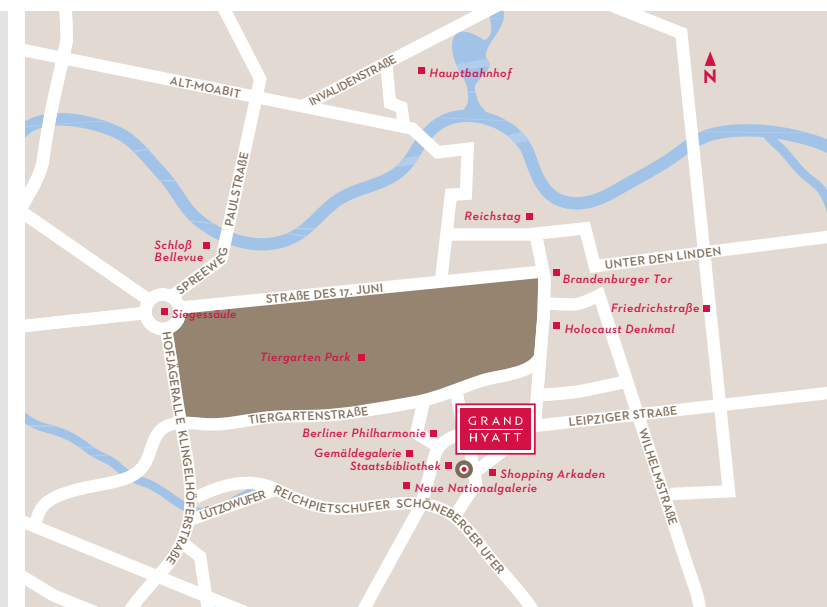 ALT-MOABIT
INVALIDENSTRAßE
Hauptbahnhof
N
PAULSTRAßE
Reichstag
Schloß
Bellevue
SPREEWEG
UNTER DEN LINDEN
Brandenburger Tor
STRAßE DES 17. JUNI
Siegessäule
Friedrichstraße
Holocaust Denkmal
HOFJÄGERALLE
Tiergarten Park
TIERGARTENSTRAßE
GRAND
HYATT
LEIPZIGER STRAßE
Berliner Philharmonie
Gemäldegalerie
Staatsbibliothek
Shopping Arkaden
Neue Nationalgalerie
KLINGELHÖFERSTRAßE
WILHELMSTRAßE
LÜTZOWUFER
REICHPIETSCHUFER
SCHÖNEBERGER UFER